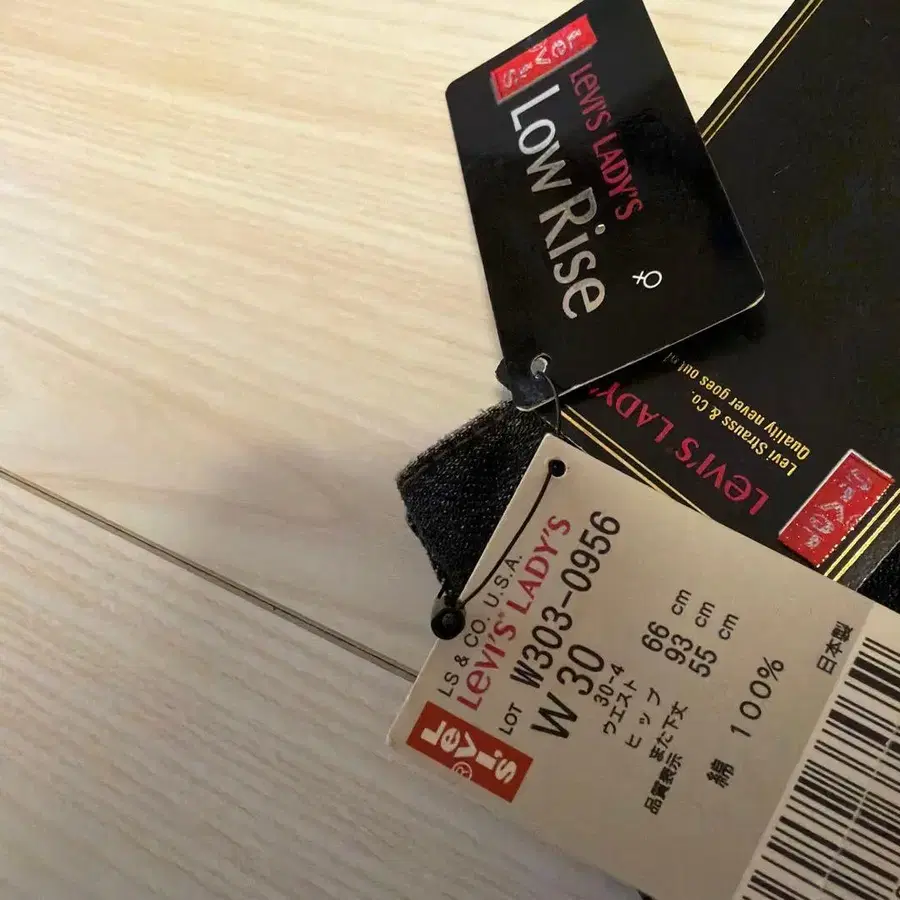 Levi's
LEVI'S LADY'S
Low Rise
♀
LEVI'S LADY'
Levi Strauss & Co.
Quality never goes out of
LEVI'S
LS & CO. U.S.A.
LEVI'S® LADY'S
LOT W303-0956
W 30
30-4
ウエスト 66 cm
ヒップ 93 cm
また下丈 55 cm
品質表示
綿 100%
日本製
Levi's®